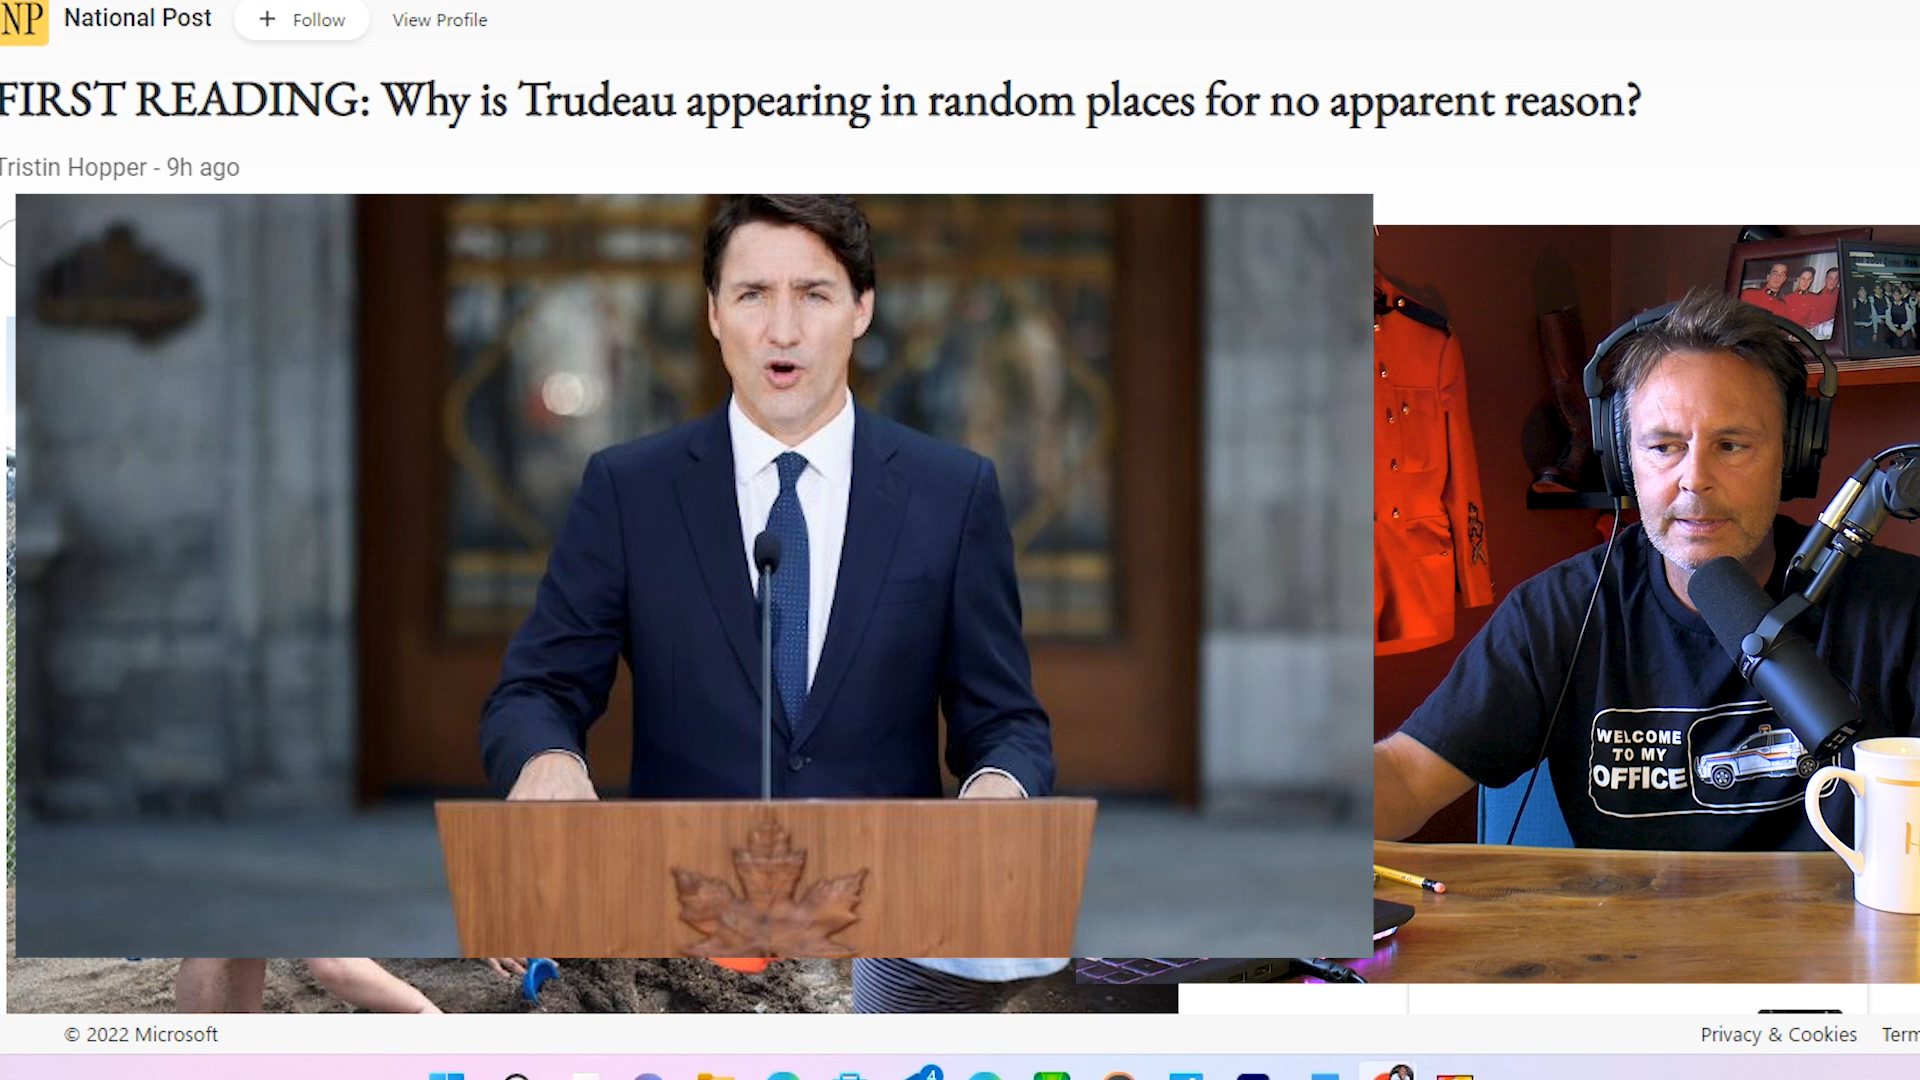 NP National Post + Follow View Profile
FIRST READING: Why is Trudeau appearing in random places for no apparent reason?
Tristin Hopper - 9h ago
WELCOME
TO MY
OFFICE
© 2022 Microsoft
Privacy & Cookies
4